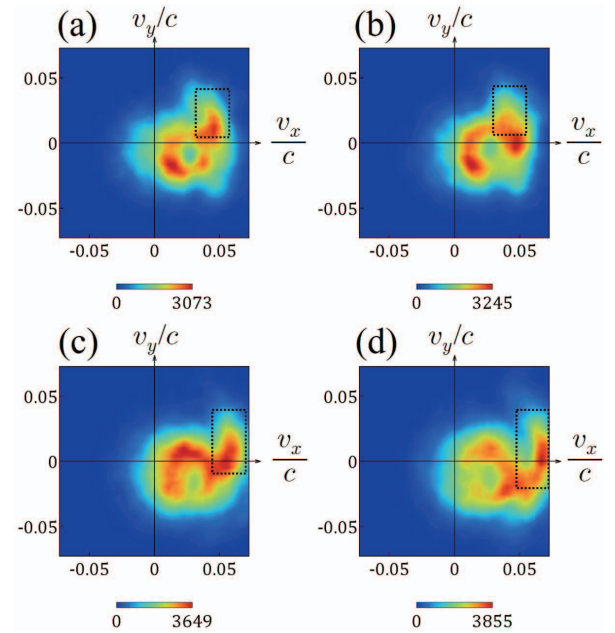 (a) v_y/c
(b) v_y/c
0.05
0
-0.05
v_x/c
-0.05 0 0.05
0 3073
0.05
0
-0.05
v_x/c
-0.05 0 0.05
0 3245
(c) v_y/c
(d) v_y/c
0.05
0
-0.05
v_x/c
-0.05 0 0.05
0 3649
0.05
0
-0.05
v_x/c
-0.05 0 0.05
0 3855